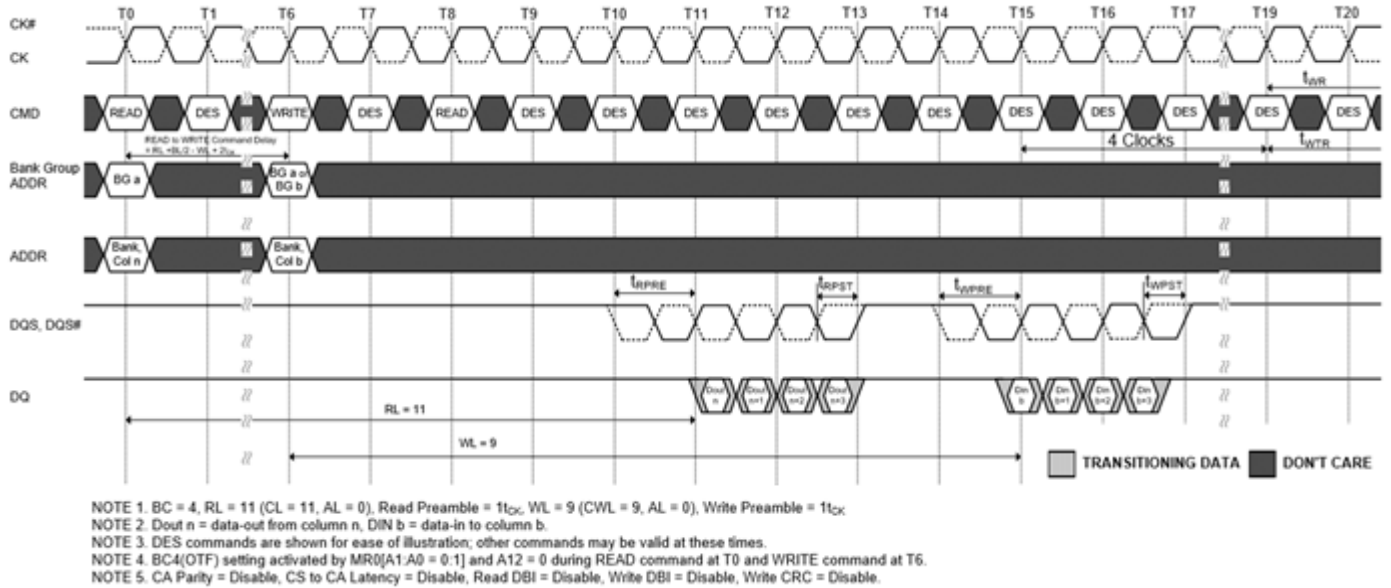 T0 T1 T6 T7 T8 T9 T10 T11 T12 T13 T14 T15 T16 T17 T19 T20
CK#
CK
tWR
CMD READ DES WRITE DES READ DES DES DES DES DES DES DES DES DES DES DES
READ to WRITE Command Delay
= RL +BL/2 - WL + 2tCK
4 Clocks tWTR
Bank Group
ADDR
BG a BG a or
BG b
ADDR
Bank, Bank,
Col n Col b
tRPRE tRPST tWPRE tWPST
DQS, DQS#
DQ
Dout Dout Dout Dout Din Din Din Din
n n+1 n+2 n+3 b b+1 b+2 b+3
RL = 11
WL = 9
TRANSITIONING DATA DON'T CARE
NOTE 1. BC = 4, RL = 11 (CL = 11, AL = 0), Read Preamble = 1tCK, WL = 9 (CWL = 9, AL = 0), Write Preamble = 1tCK
NOTE 2. Dout n = data-out from column n, DIN b = data-in to column b.
NOTE 3. DES commands are shown for ease of illustration; other commands may be valid at these times.
NOTE 4. BC4(OTF) setting activated by MR0[A1:A0 = 0:1] and A12 = 0 during READ command at T0 and WRITE command at T6.
NOTE 5. CA Parity = Disable, CS to CA Latency = Disable, Read DBI = Disable, Write DBI = Disable, Write CRC = Disable.